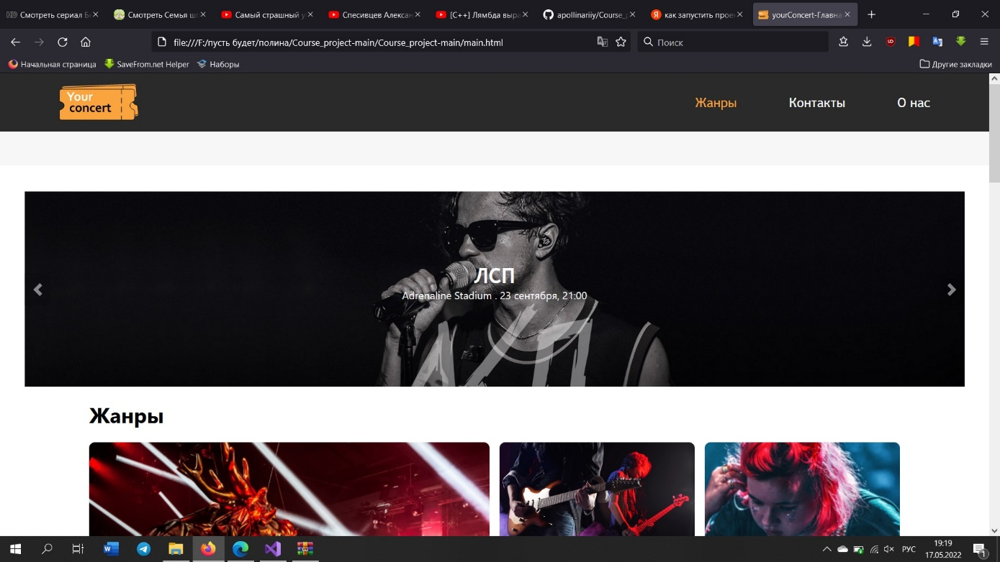 Смотреть сериал Б
Смотреть Семья ш
Самый страшный у
Спесивцев Алексан
[C++] Лямбда выра
apollinariiy/Course_
как запустить прое
yourConcert-Главна
file:///F:/пусть будет/полина/Course_project-main/Course_project-main/main.html
Поиск
Начальная страница
SaveFrom.net Helper
Наборы
Другие закладки
Your
concert
Жанры
Контакты
О нас
ЛСП
Adrenaline Stadium . 23 сентября, 21:00
Жанры
РУС
19:19
17.05.2022
1